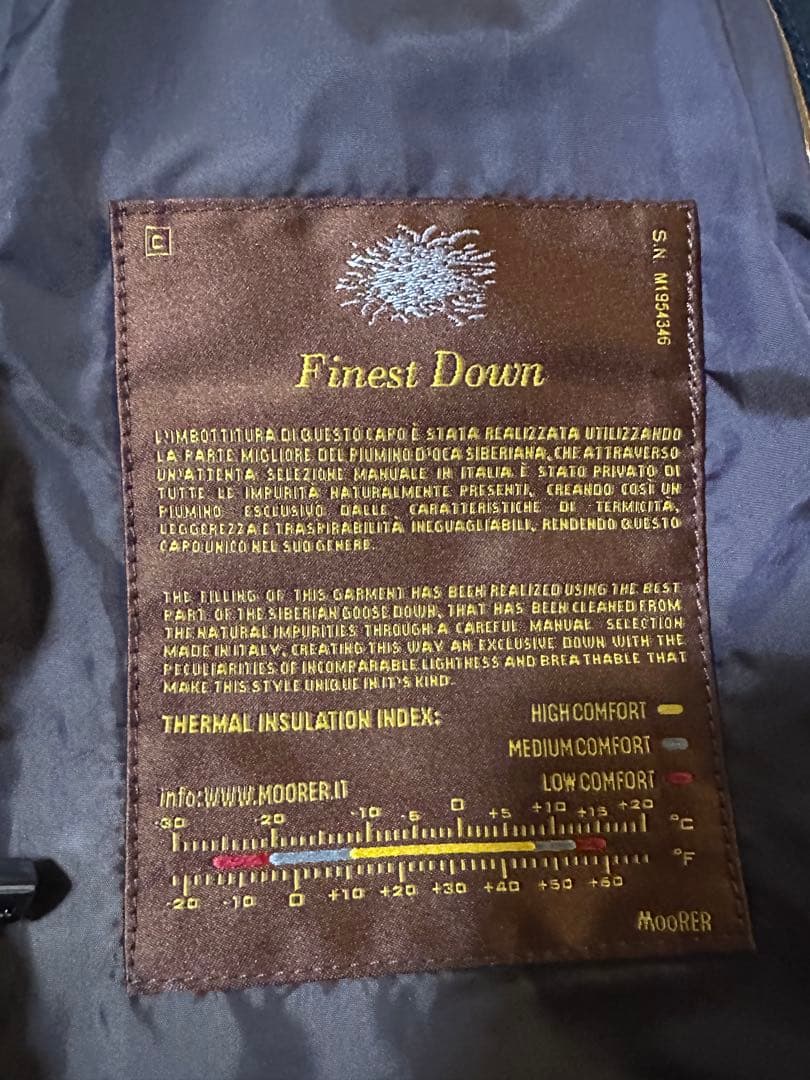 D
S.N. M1954346
Finest Down
L'IMBOTTITURA DI QUESTO CAPO È STATA REALIZZATA UTILIZZANDO
LA PARTE MIGLIORE DEL PIUMINO D'OCA SIBERIANA, CHE ATTRAVERSO
UN'ATTENTA SELEZIONE MANUALE IN ITALIA È STATO PRIVATO DI
TUTTE LE IMPURITÀ NATURALMENTE PRESENTI, CREANDO COSÌ UN
PIUMINO ESCLUSIVO DALLE CARATTERISTICHE DI TERMICITÀ,
LEGGEREZZA E TRASPIRABILITÀ INEGUAGLIABILI, RENDENDO QUESTO
CAPO UNICO NEL SUO GENERE.
THE FILLING OF THIS GARMENT HAS BEEN REALIZED USING THE BEST
PART OF THE SIBERIAN GOOSE DOWN, THAT HAS BEEN CLEANED FROM
THE NATURAL IMPURITIES THROUGH A CAREFUL MANUAL SELECTION
MADE IN ITALY, CREATING THIS WAY AN EXCLUSIVE DOWN WITH THE
PECULIARITIES OF INCOMPARABLE LIGHTNESS AND BREATHABLE THAT
MAKE THIS STYLE UNIQUE IN IT'S KIND.
THERMAL INSULATION INDEX:
HIGH COMFORT
MEDIUM COMFORT
LOW COMFORT
info:WWW.MOORER.IT
-30 -20 -10 -5 0 +5 +10 +15 +20 °C
°F
-20 -10 0 +10 +20 +30 +40 +50 +60
MOORER